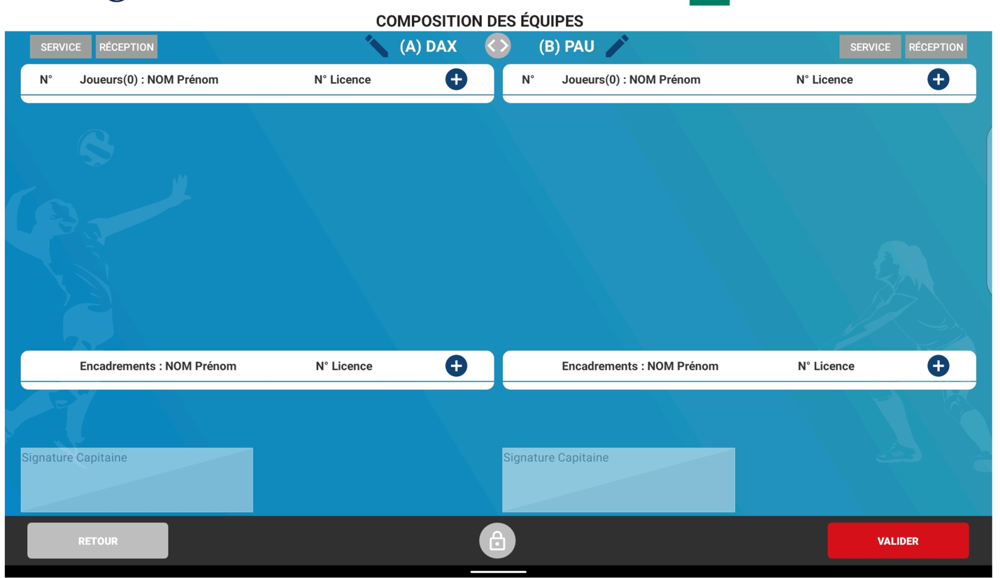 COMPOSITION DES ÉQUIPES
SERVICE RÉCEPTION (A) DAX (B) PAU SERVICE RÉCEPTION
N° Joueurs(0) : NOM Prénom N° Licence N° Joueurs(0) : NOM Prénom N° Licence
Encadrements : NOM Prénom N° Licence Encadrements : NOM Prénom N° Licence
Signature Capitaine Signature Capitaine
RETOUR VALIDER